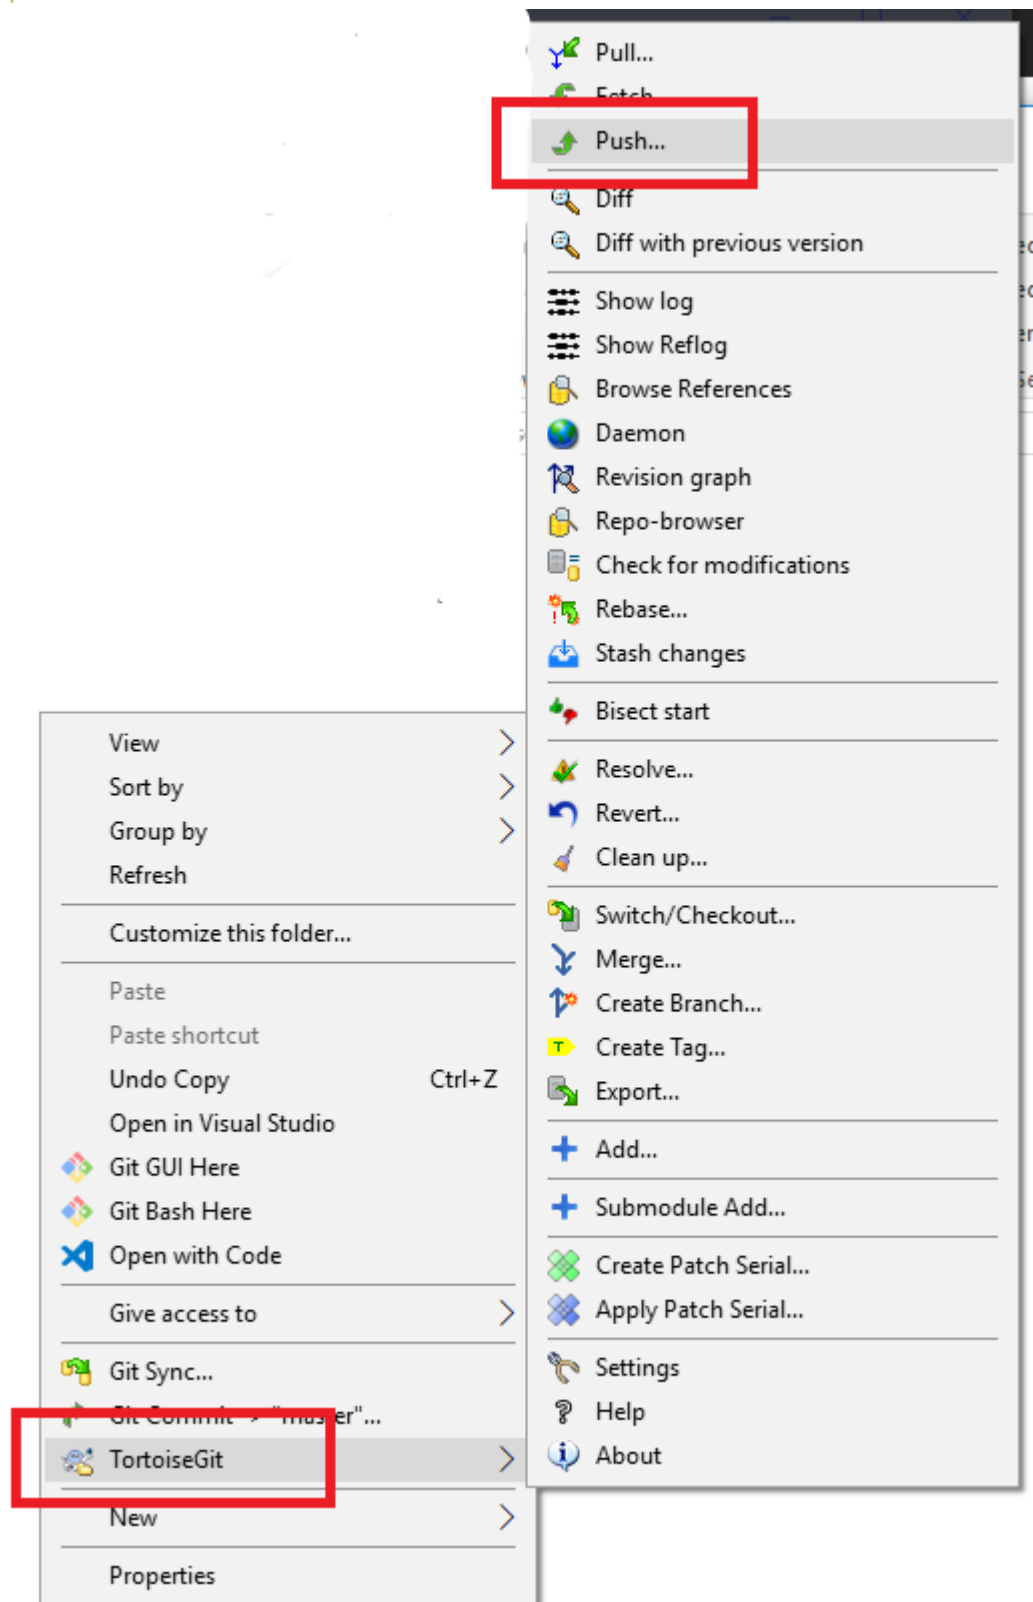 Pull...
Fetch
Push...
Diff
Diff with previous version
Show log
Show Reflog
Browse References
Daemon
Revision graph
Repo-browser
Check for modifications
Rebase...
Stash changes
Bisect start
Resolve...
Revert...
Clean up...
Switch/Checkout...
Merge...
Create Branch...
Create Tag...
Export...
Add...
Submodule Add...
Create Patch Serial...
Apply Patch Serial...
Settings
Help
About
View
Sort by
Group by
Refresh
Customize this folder...
Paste
Paste shortcut
Undo Copy Ctrl+Z
Open in Visual Studio
Git GUI Here
Git Bash Here
Open with Code
Give access to
Git Sync...
Git Commit -> "master"...
TortoiseGit
New
Properties